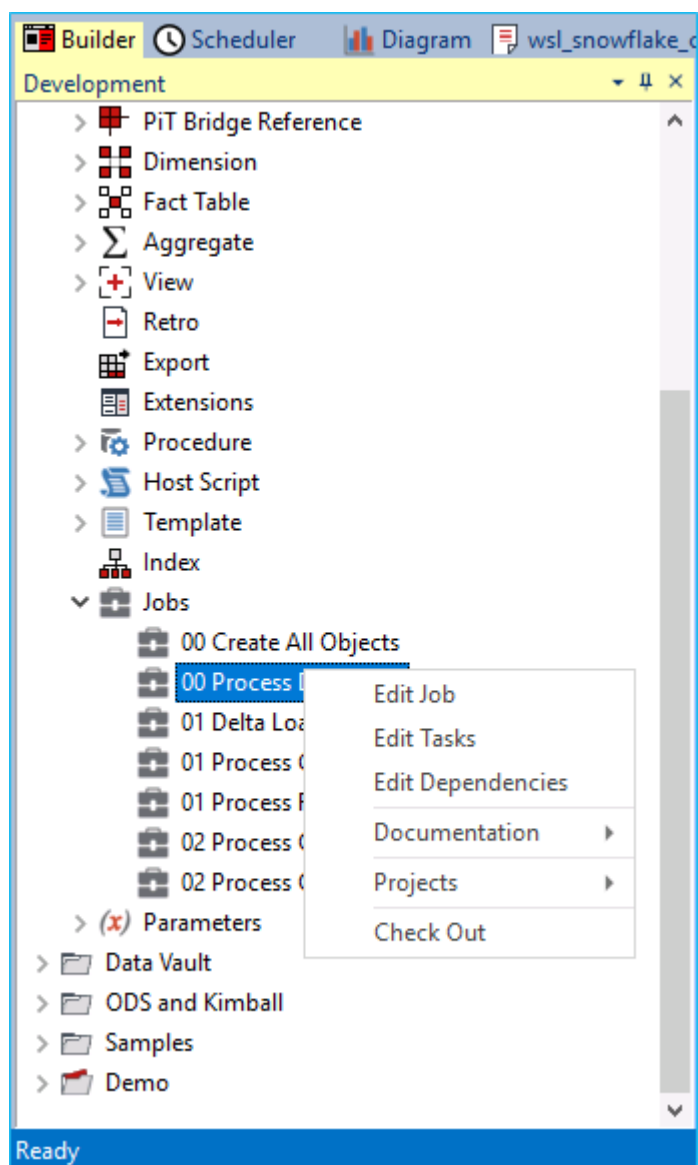 Builder Scheduler Diagram wsl_snowflake_
Development
PiT Bridge Reference
Dimension
Fact Table
Aggregate
View
Retro
Export
Extensions
Procedure
Host Script
Template
Index
Jobs
00 Create All Objects
00 Process
01 Delta Loa
01 Process
01 Process
02 Process
02 Process
Edit Job
Edit Tasks
Edit Dependencies
Documentation
Projects
Check Out
(x) Parameters
Data Vault
ODS and Kimball
Samples
Demo
Ready